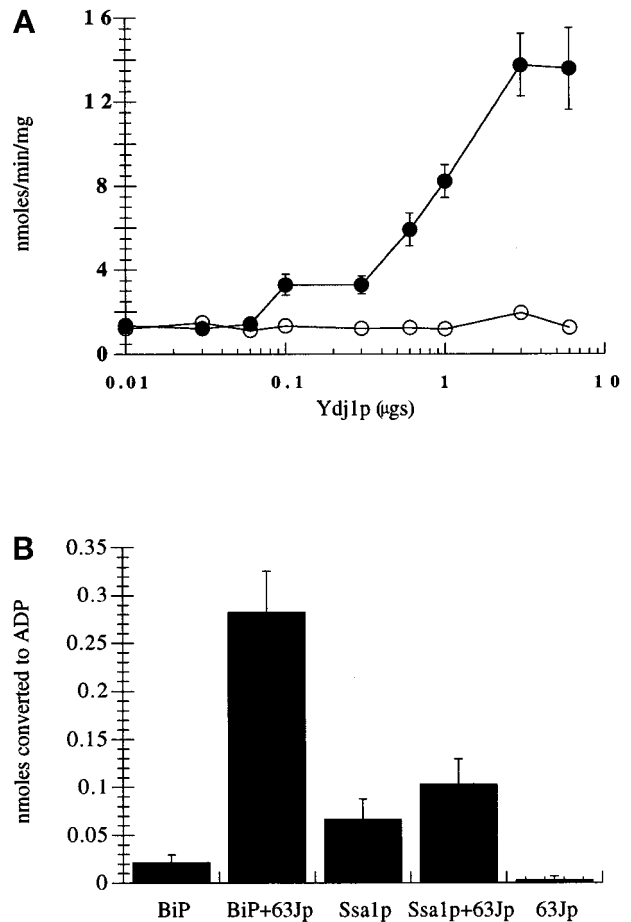 A
16
12
8
4
0
nmoles/min/mg
0.01
0.1
1
10
Ydj1p (μgs)
B
0.35
0.3
0.25
0.2
0.15
0.1
0.05
0
nmoles converted to ADP
BiP
BiP+63Jp
Ssa1p
Ssa1p+63Jp
63Jp